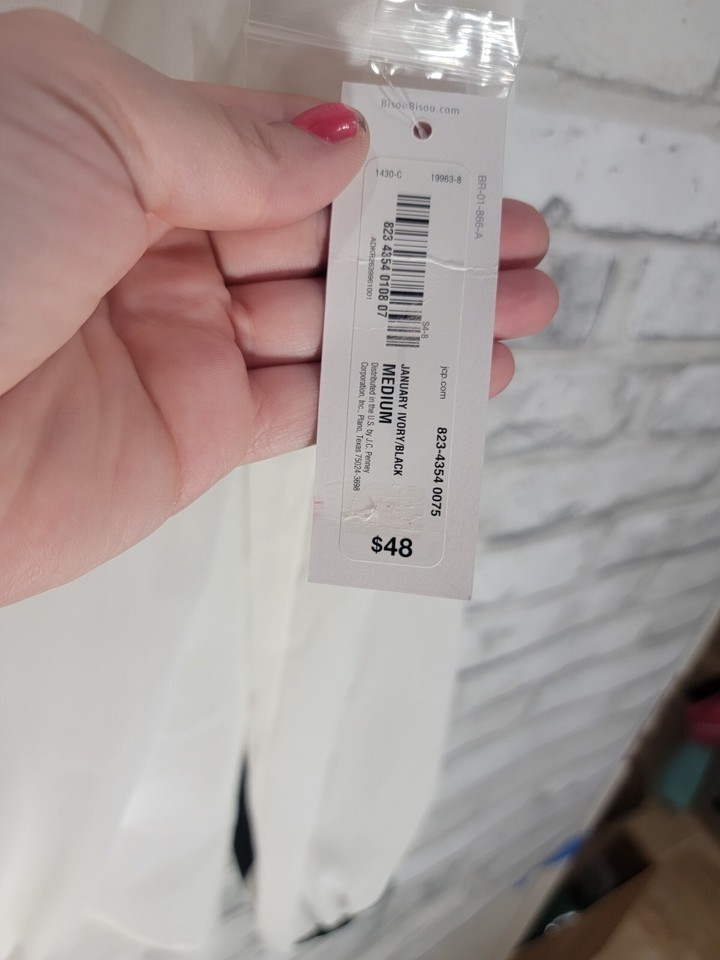 BisouBisou.com
1430-C 19963-8
BR-01-866-A
823 4354 0108 07
S4-8
jcp.com
823-4354 0075
JANUARY IVORY/BLACK
MEDIUM
Distributed in the U.S. by J.C. Penney
Corporation, Inc., Plano, Texas 75024-3698
$48